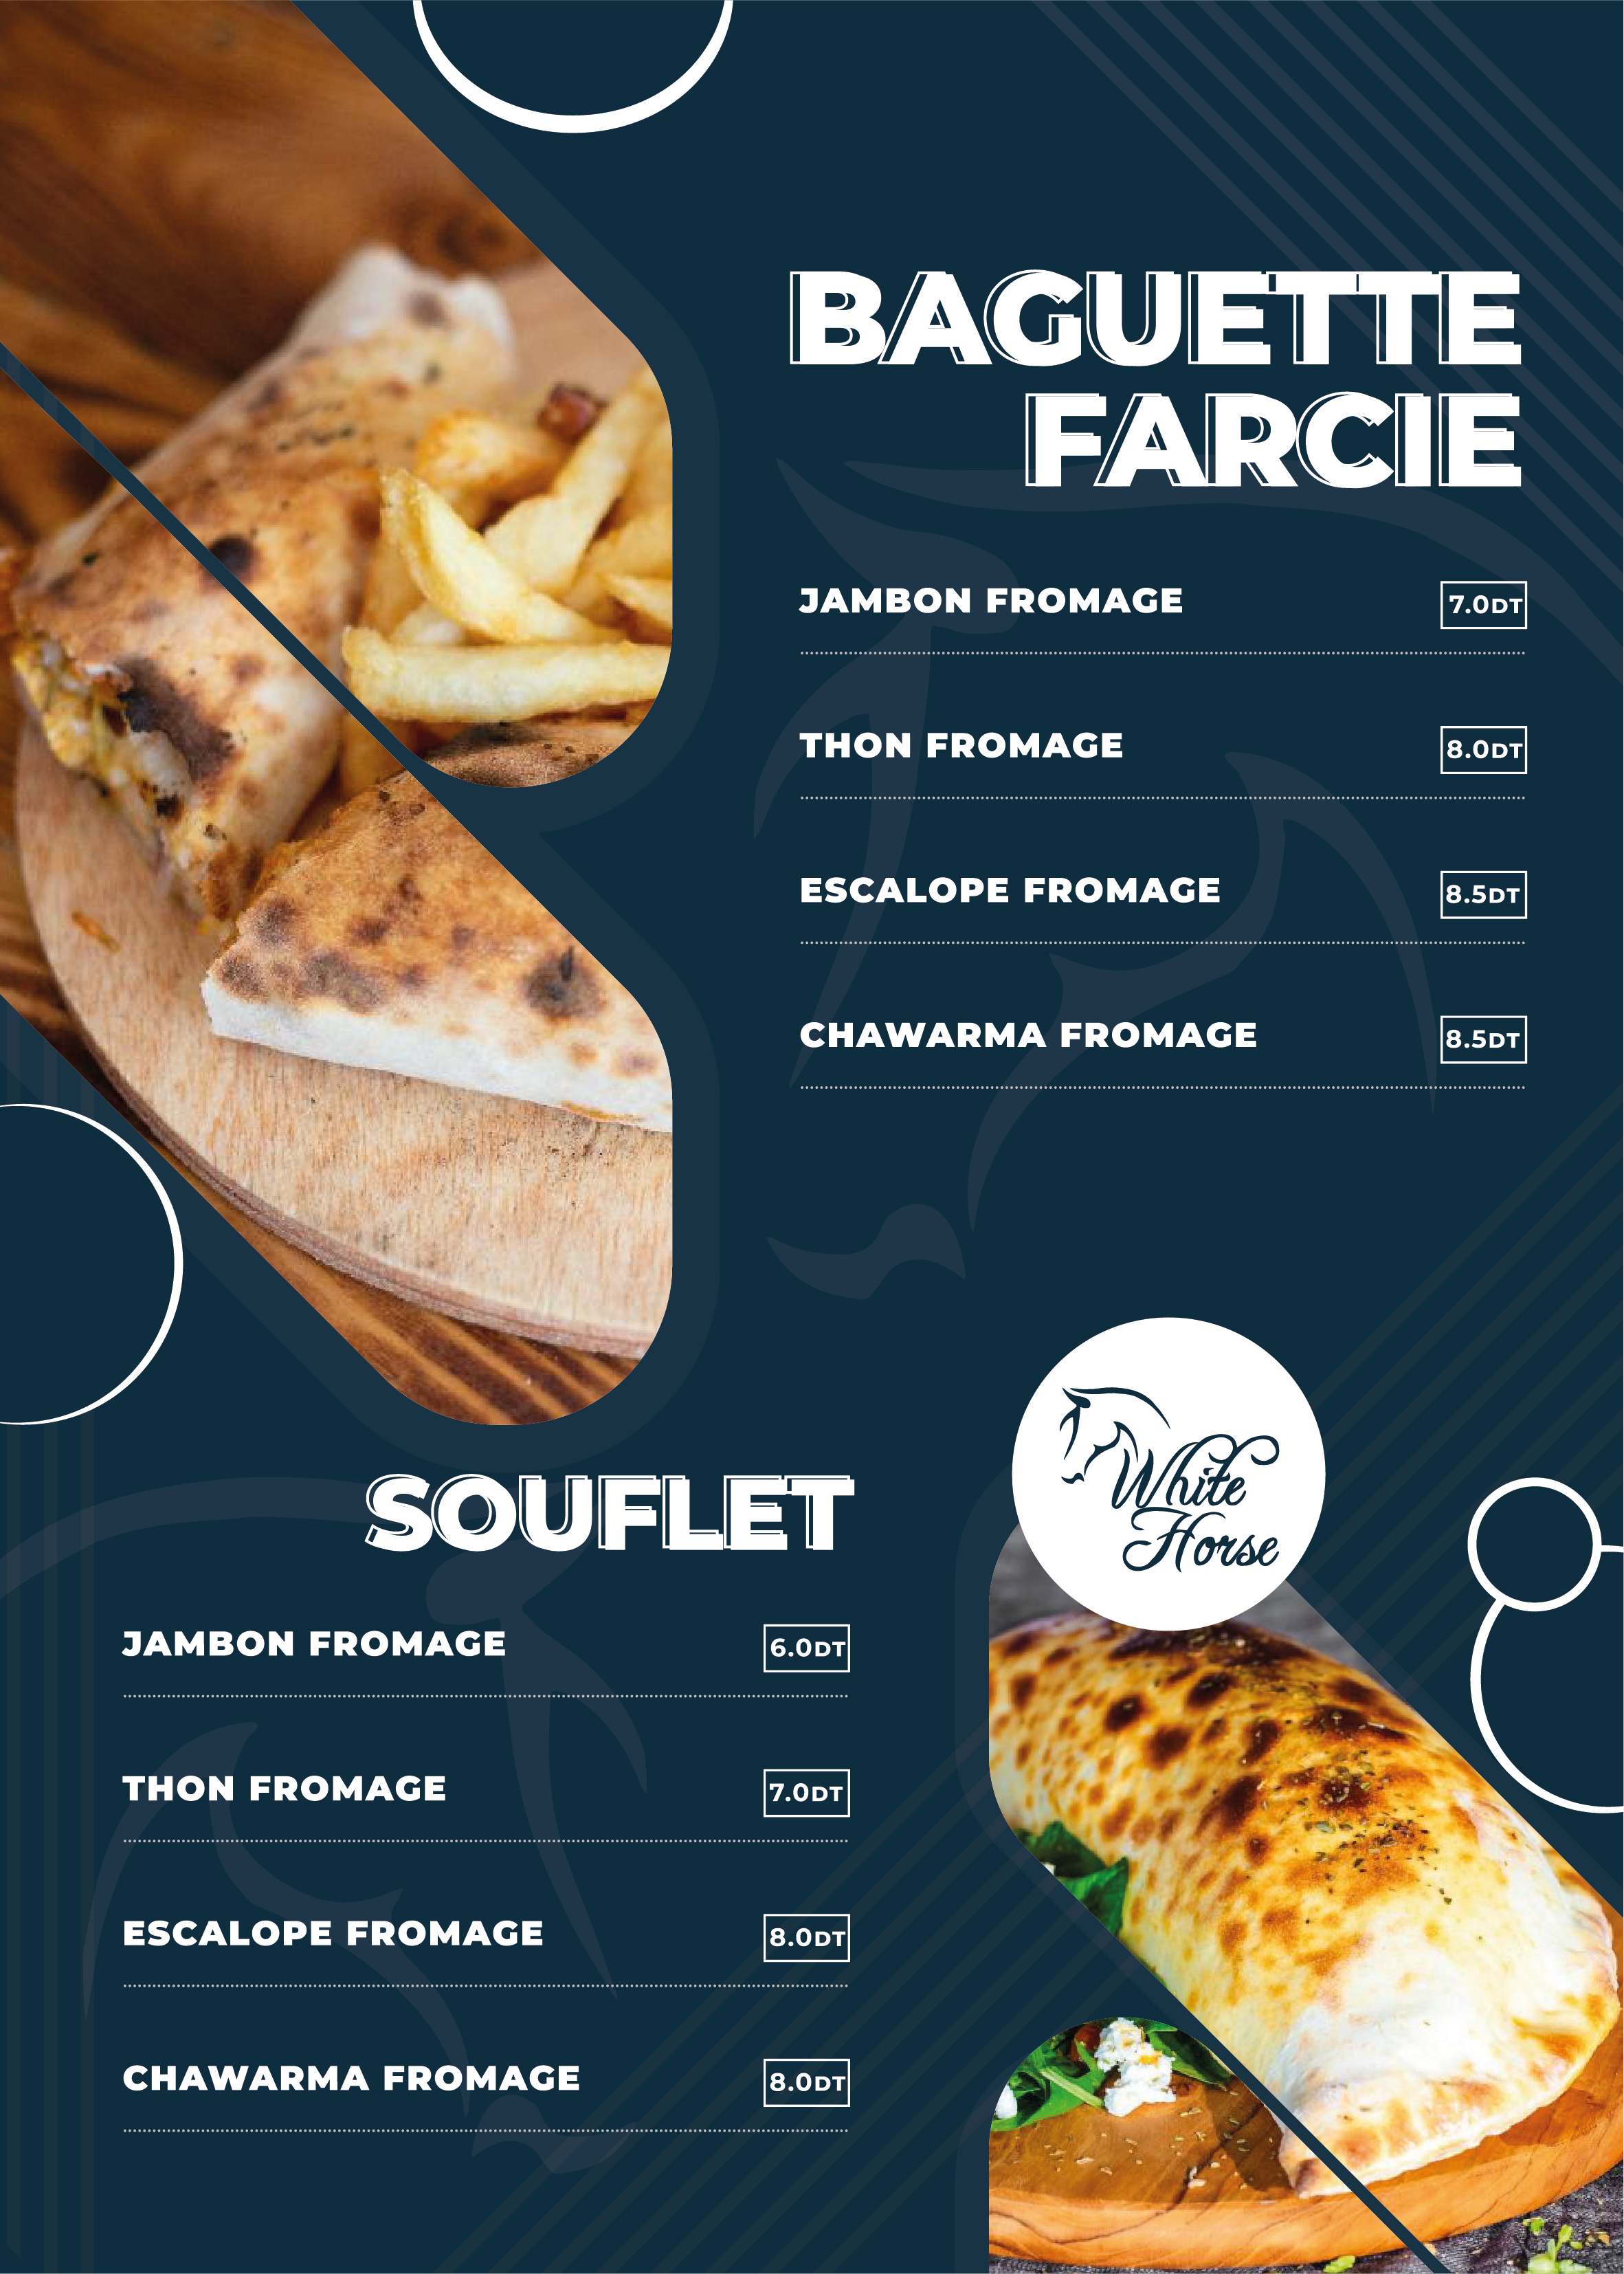 BAGUETTE
FARCIE
JAMBON FROMAGE 7.0DT
THON FROMAGE 8.0DT
ESCALOPE FROMAGE 8.5DT
CHAWARMA FROMAGE 8.5DT
White
Horse
SOUFLET
JAMBON FROMAGE 6.0DT
THON FROMAGE 7.0DT
ESCALOPE FROMAGE 8.0DT
CHAWARMA FROMAGE 8.0DT